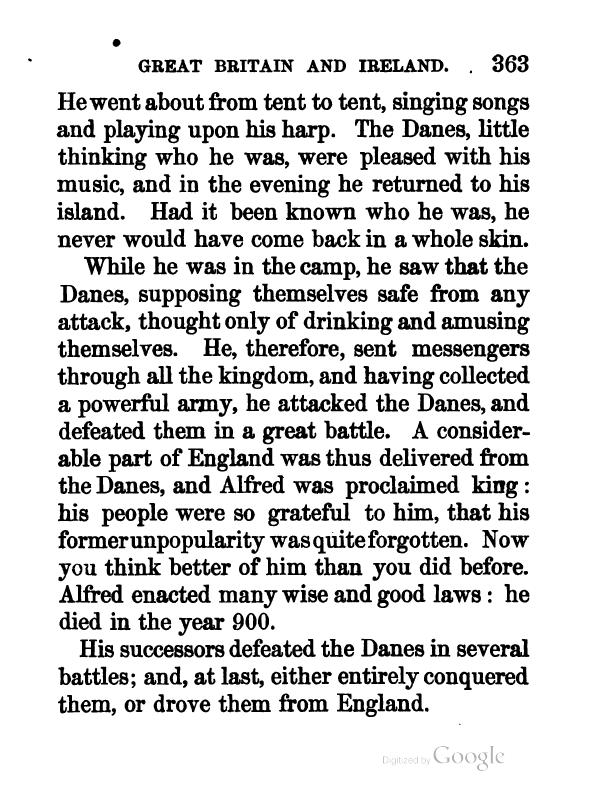 GREAT BRITAIN AND IRELAND. 363
He went about from tent to tent, singing songs
and playing upon his harp. The Danes, little
thinking who he was, were pleased with his
music, and in the evening he returned to his
island. Had it been known who he was, he
never would have come back in a whole skin.
While he was in the camp, he saw that the
Danes, supposing themselves safe from any
attack, thought only of drinking and amusing
themselves. He, therefore, sent messengers
through all the kingdom, and having collected
a powerful army, he attacked the Danes, and
defeated them in a great battle. A consider-
able part of England was thus delivered from
the Danes, and Alfred was proclaimed king :
his people were so grateful to him, that his
former unpopularity was quite forgotten. Now
you think better of him than you did before.
Alfred enacted many wise and good laws : he
died in the year 900.
His successors defeated the Danes in several
battles; and, at last, either entirely conquered
them, or drove them from England.
Digitized by Google